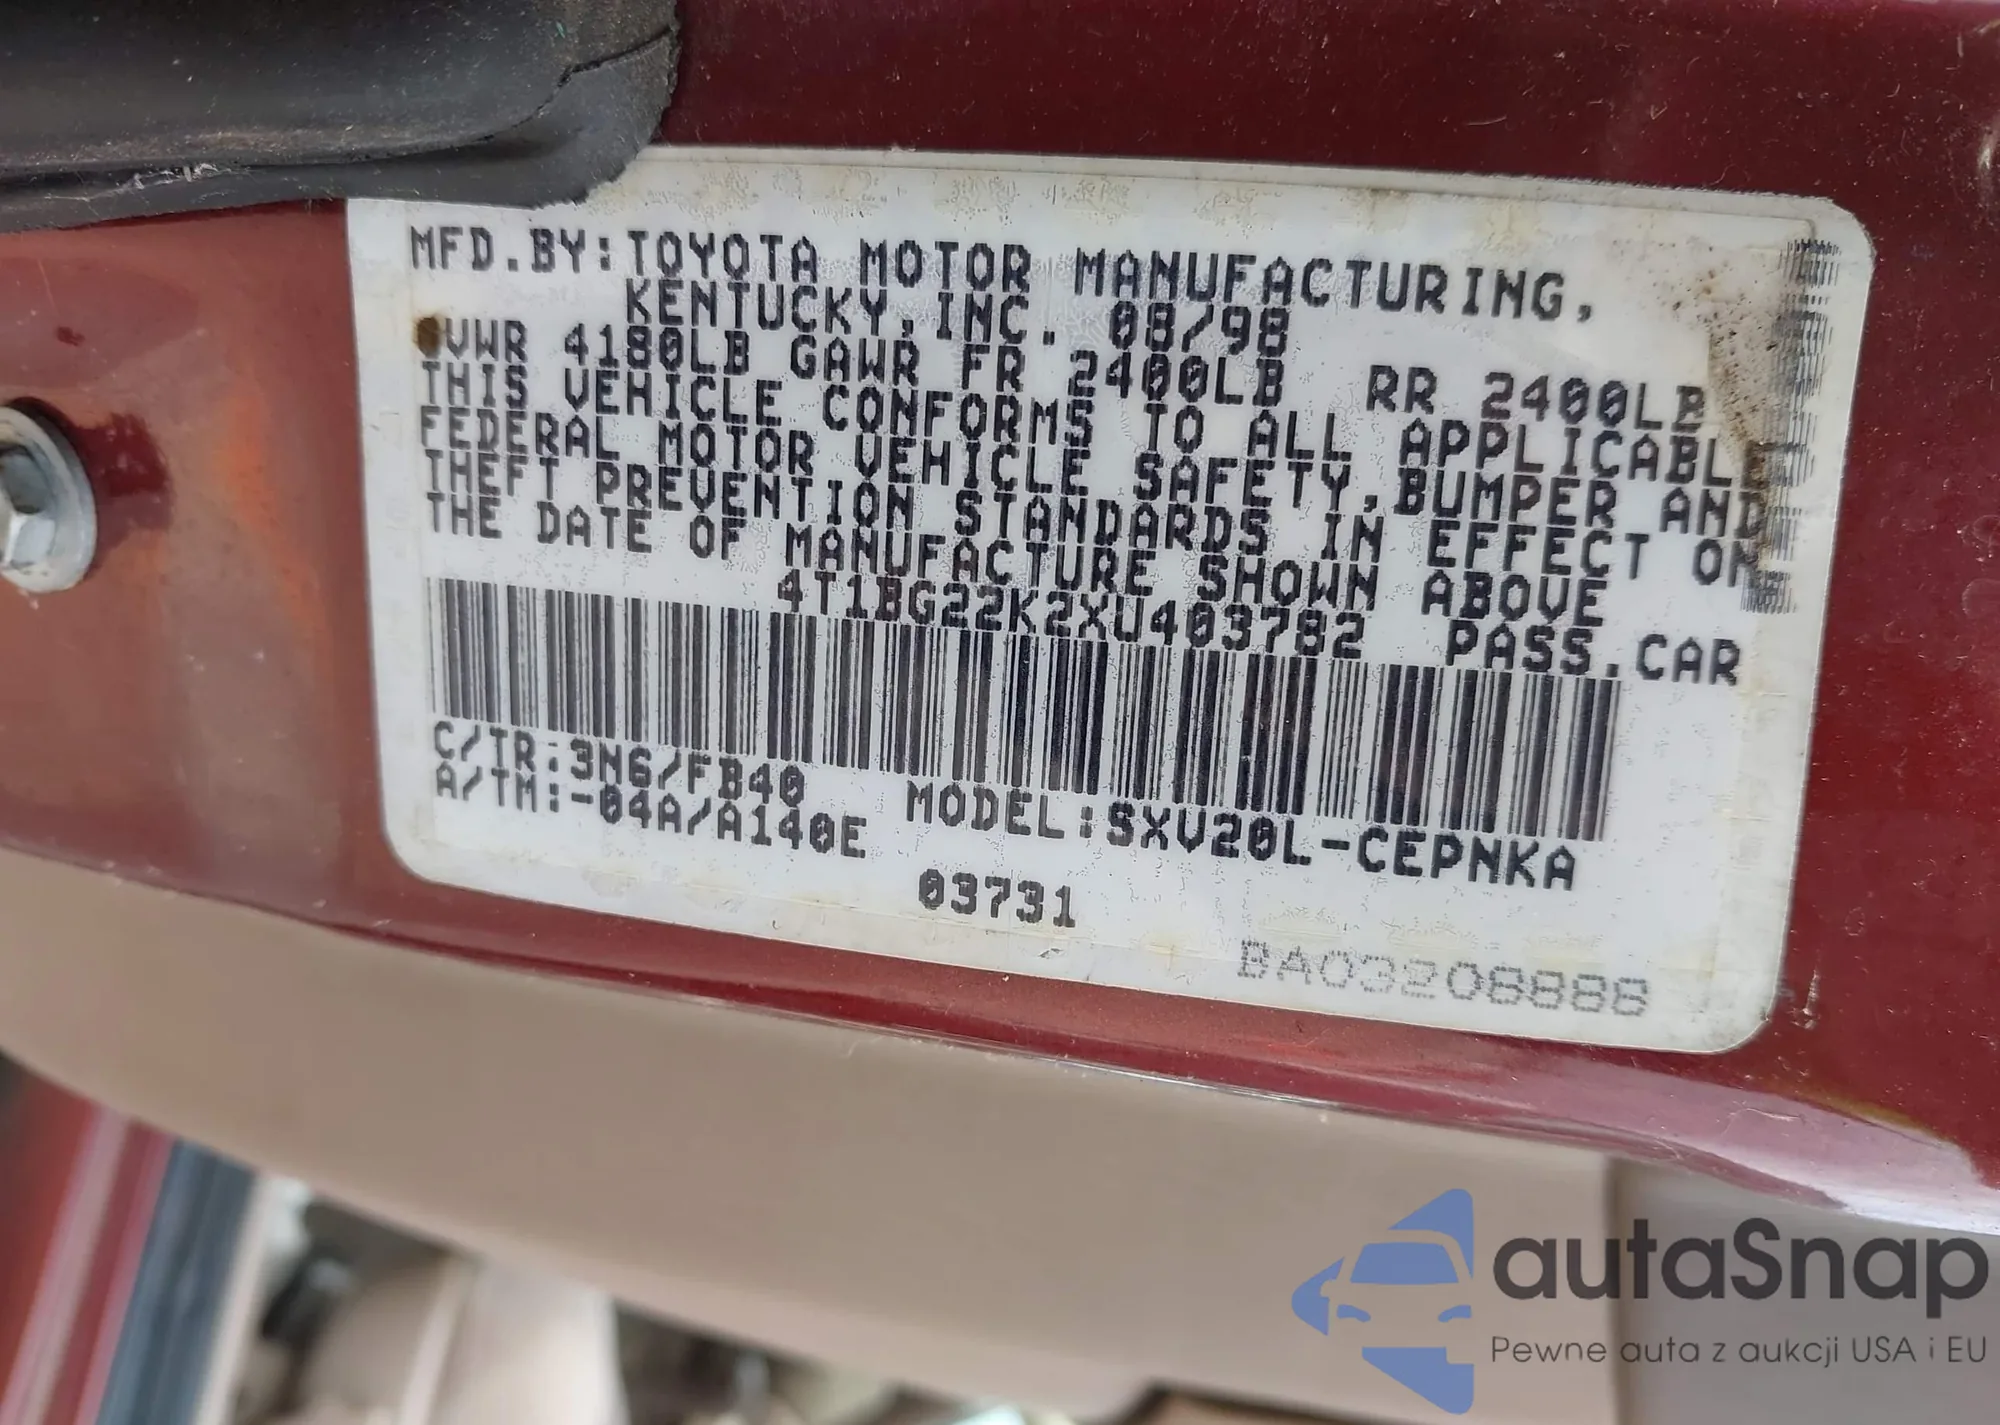 MFD.BY:TOYOTA MOTOR MANUFACTURING,
KENTUCKY,INC. 08/98
GVWR 4180LB GAWR FR 2400LB RR 2400LB
THIS VEHICLE CONFORMS TO ALL APPLICABLE
FEDERAL MOTOR VEHICLE SAFETY,BUMPER AND
THEFT PREVENTION STANDARDS IN EFFECT ON
THE DATE OF MANUFACTURE SHOWN ABOVE
4T1BG22K2XU403782 PASS.CAR
C/TR:3N6/FB40
A/TM:-04A/A140E MODEL:SXV20L-CEPNKA
03731
BA03208886
autaSnap
Pewne auta z aukcji USA i EU